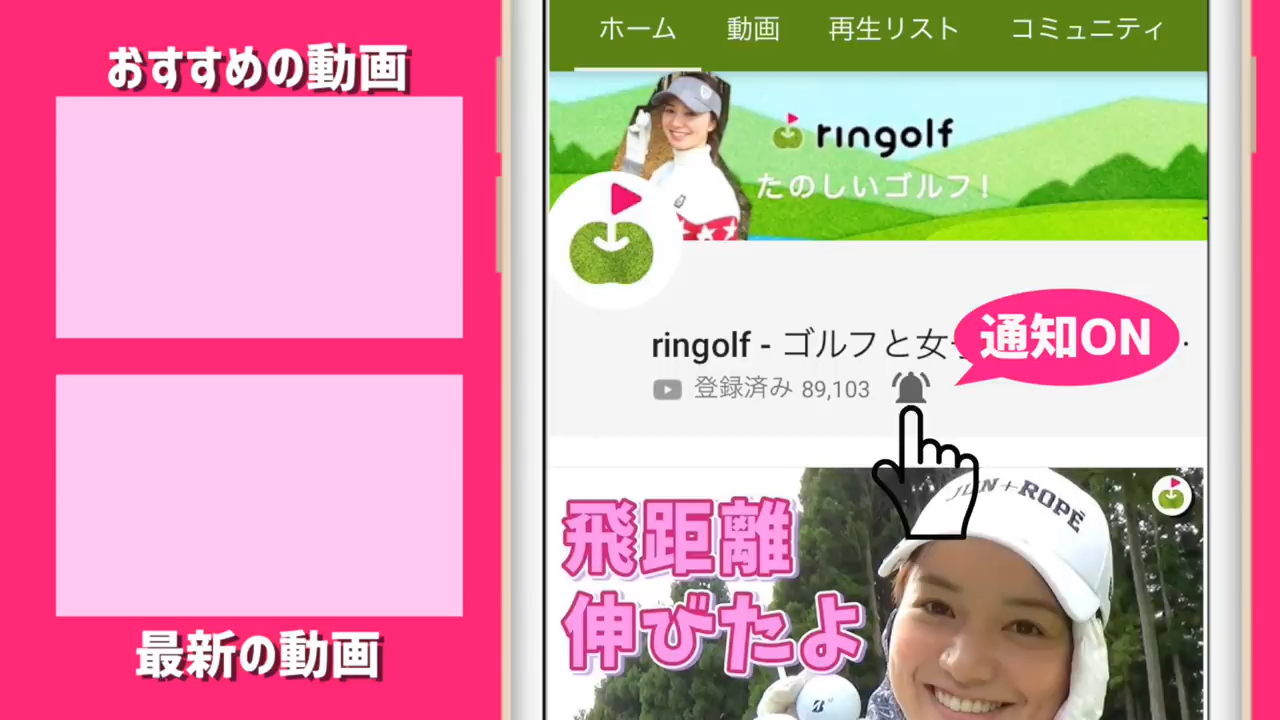 おすすめの動画
最新の動画
ホーム 動画 再生リスト コミュニティ
ringolf
たのしいゴルフ!
ringolf - ゴルフと女
通知ON
登録済み 89,103
JUN+ROPÉ
飛距離
伸びたよ
B